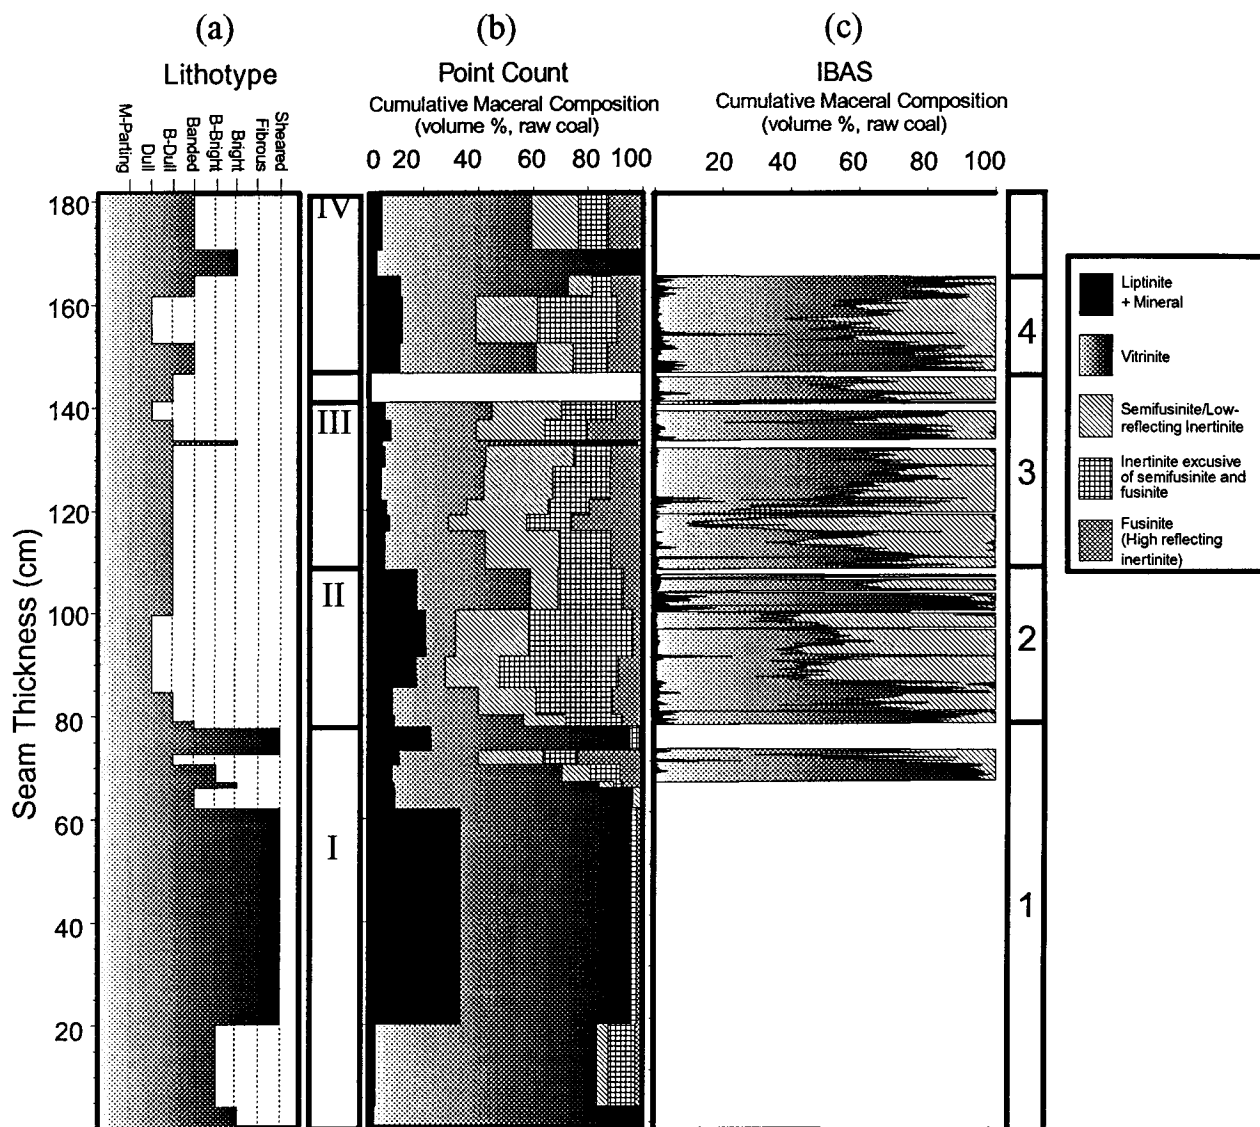 (a)
(b)
(c)
Lithotype
Point Count
IBAS
Cumulative Maceral Composition
(volume %, raw coal)
Cumulative Maceral Composition
(volume %, raw coal)
M-Parting
Dull
B-Dull
Banded
B-Bright
Bright
Fibrous
Sheared
0 20 40 60 80 100
20 40 60 80 100
Seam Thickness (cm)
180
160
140
120
100
80
60
40
20
IV
III
II
I
4
3
2
1
Liptinite
+ Mineral
Vitrinite
Semifusinite/Low-
reflecting Inertinite
Inertinite excusive
of semifusinite and
fusinite
Fusinite
(High reflecting
inertinite)